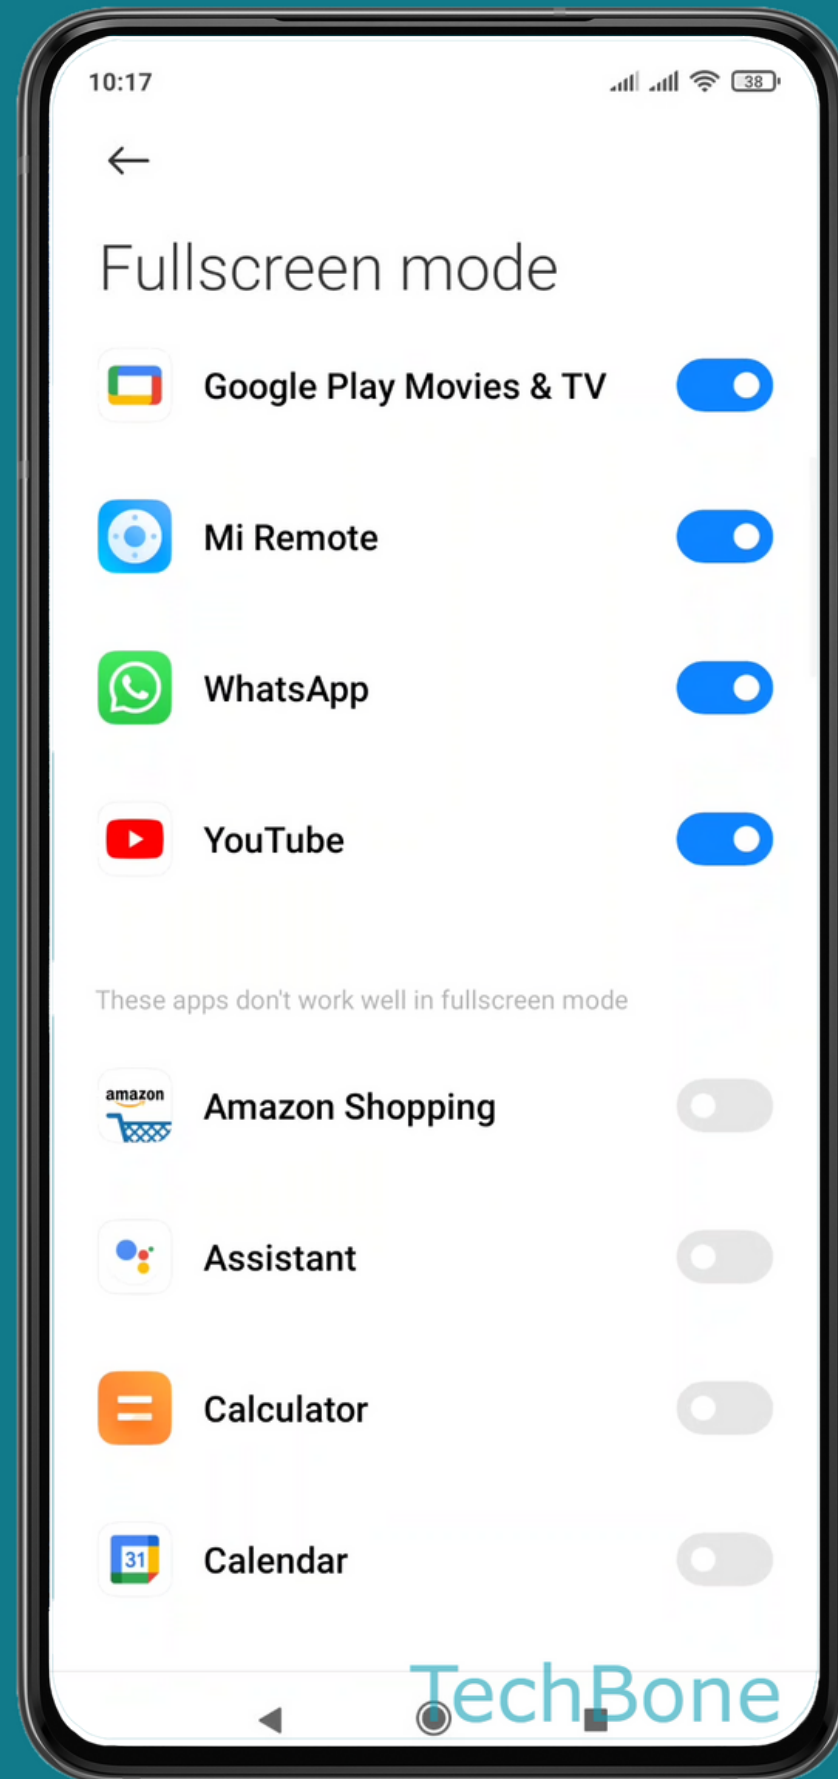 10:17
38
Fullscreen mode
Google Play Movies & TV
Mi Remote
WhatsApp
YouTube
These apps don't work well in fullscreen mode
amazon
Amazon Shopping
Assistant
Calculator
31
Calendar
TechBone